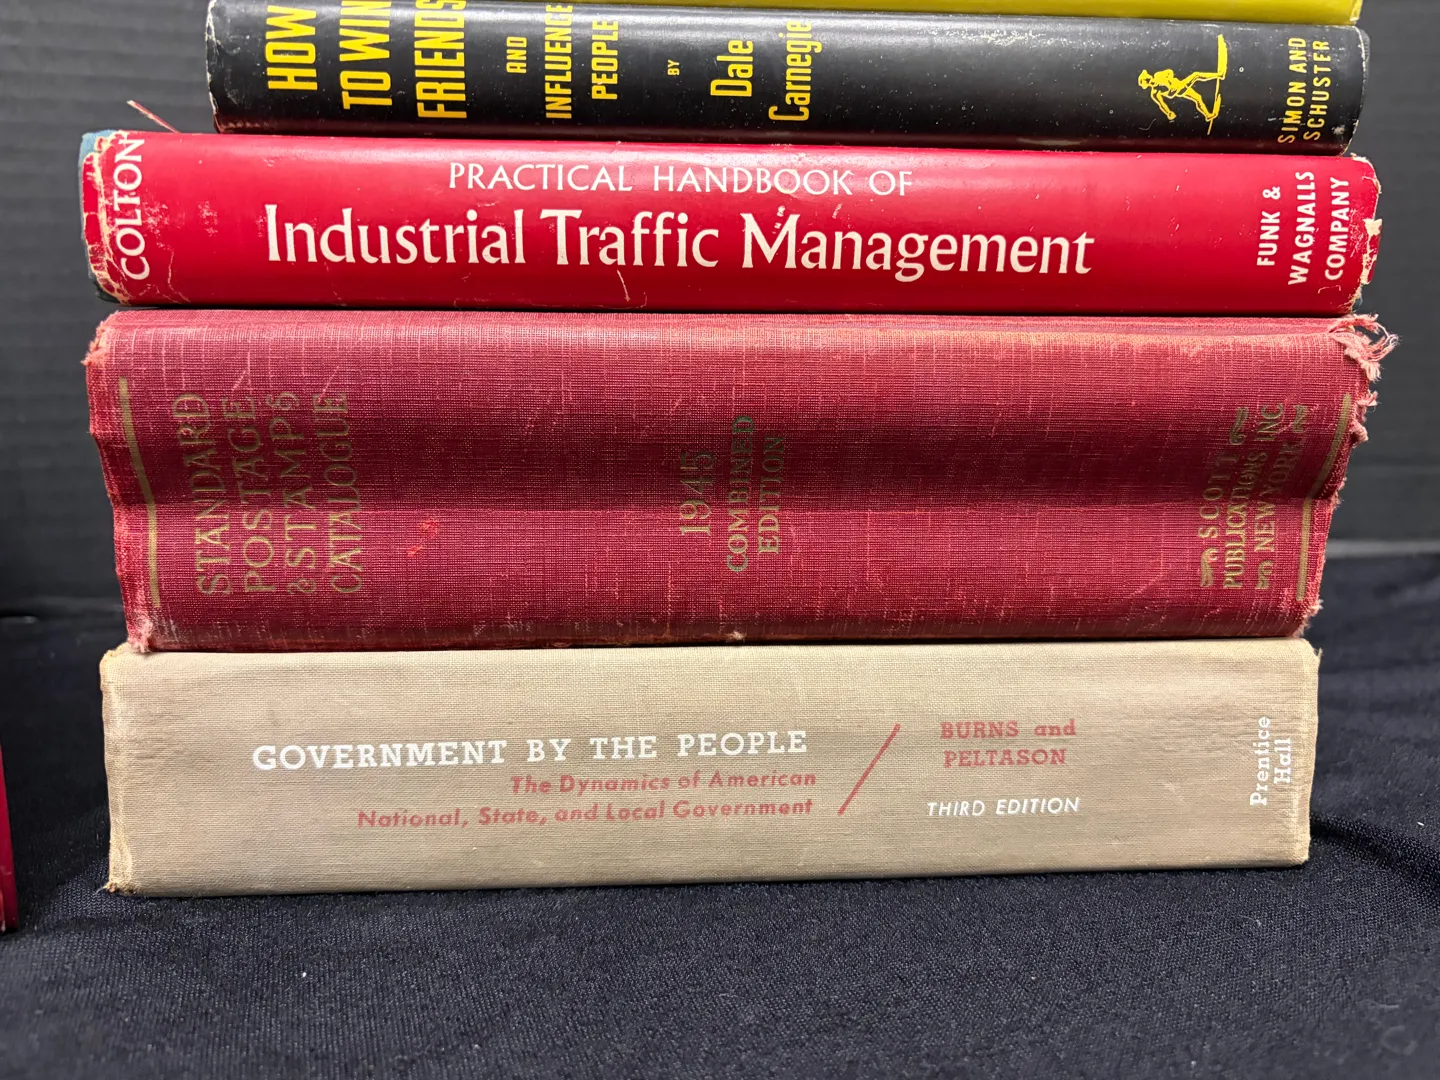 HOW
TO WIN
FRIENDS
AND
INFLUENCE
PEOPLE
BY
Dale
Carnegie
SIMON AND
SCHUSTER
COLTON
PRACTICAL HANDBOOK OF
Industrial Traffic Management
FUNK &
WAGNALLS
COMPANY
STANDARD
POSTAGE
& STAMP
CATALOGUE
1945
COMBINED
EDITION
SCOTT
PUBLICATIONS INC
NEW YORK
GOVERNMENT BY THE PEOPLE
The Dynamics of American
National, State, and Local Government
BURNS and
PELTASON
THIRD EDITION
Prentice
Hall